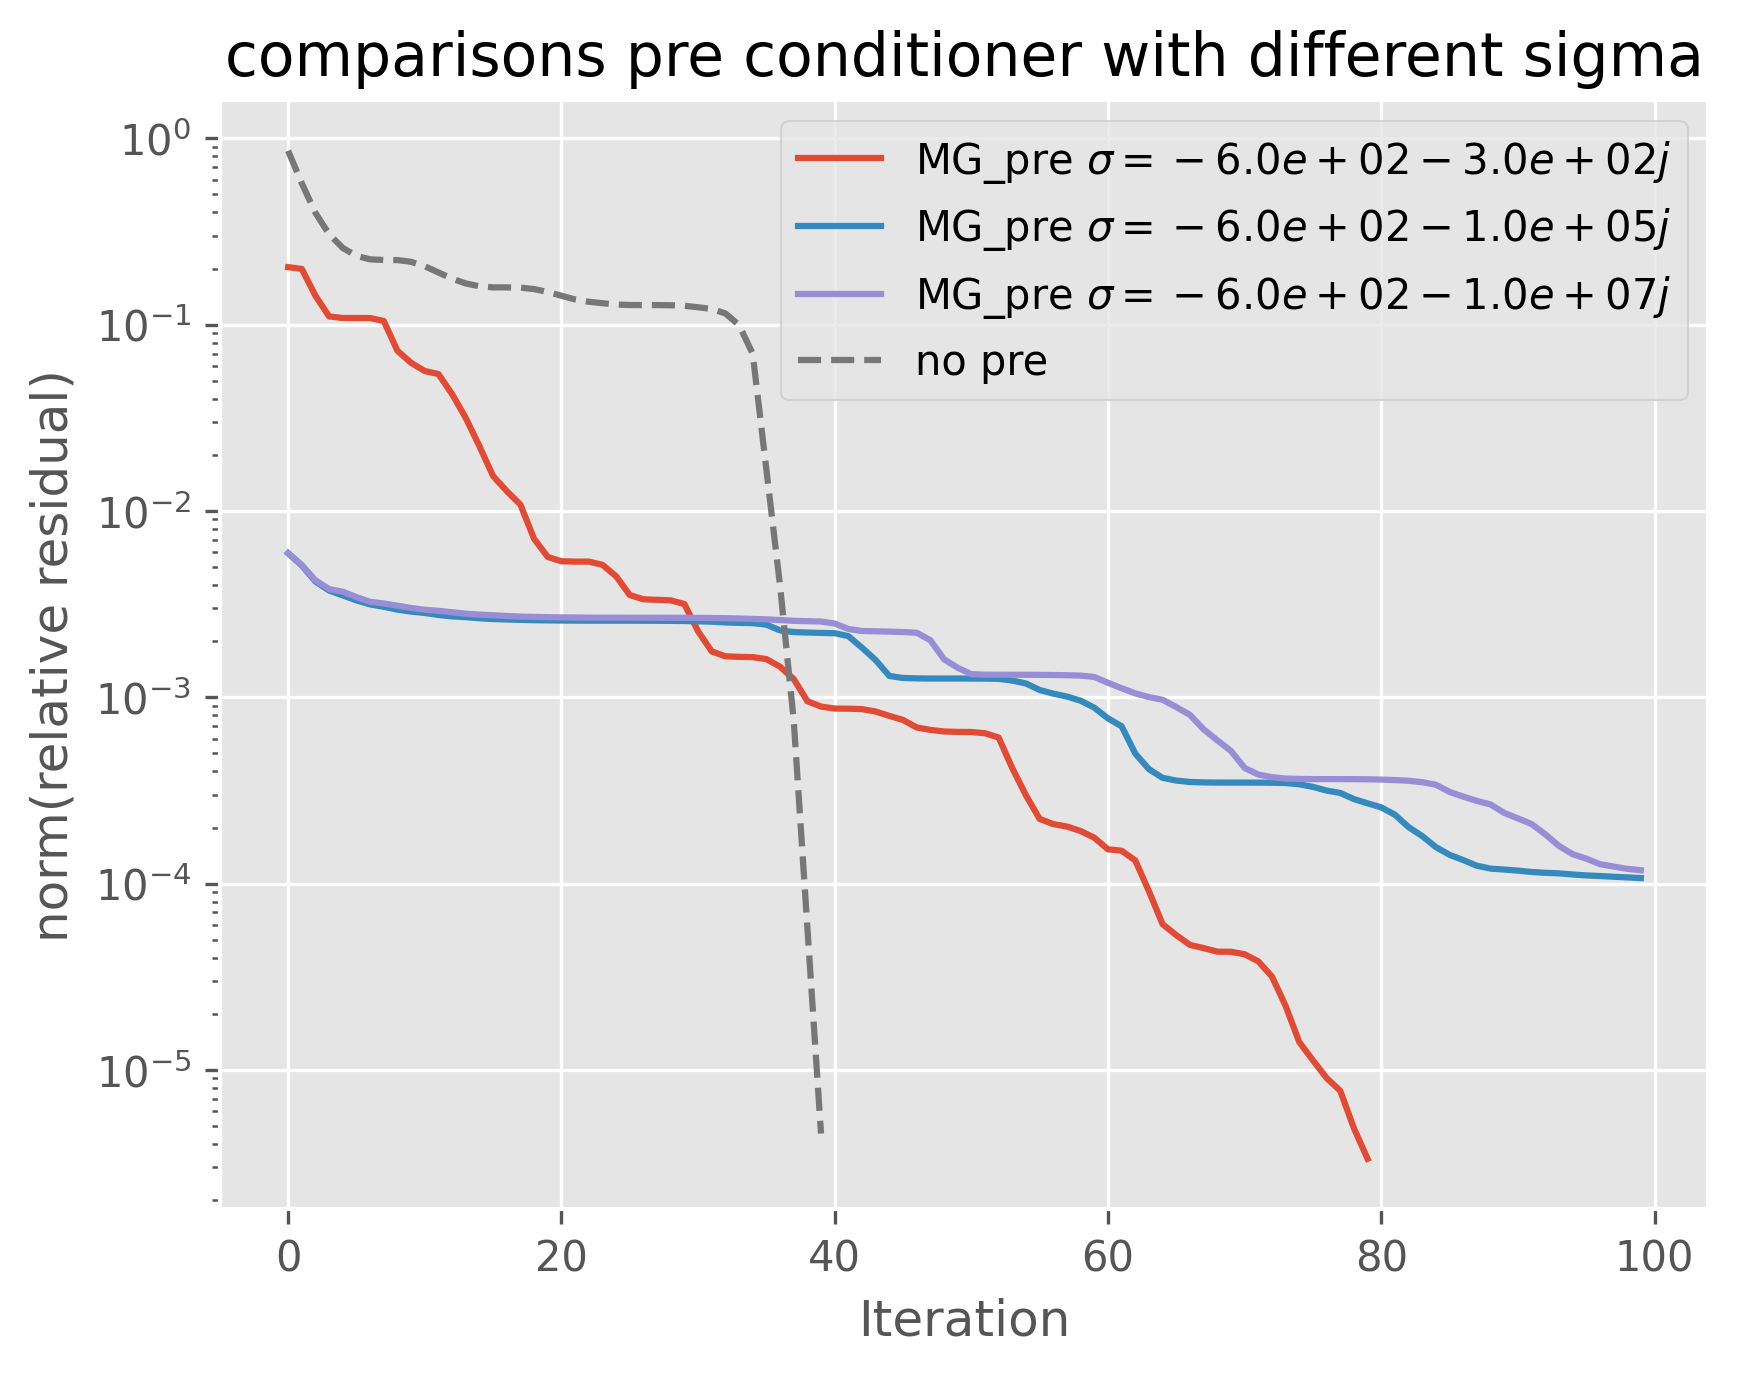 comparisons pre conditioner with different sigma
MG_pre σ = − 6.0e + 02 − 3.0e + 02j
MG_pre σ = − 6.0e + 02 − 1.0e + 05j
MG_pre σ = − 6.0e + 02 − 1.0e + 07j
no pre
norm(relative residual)
10⁰
10⁻¹
10⁻²
10⁻³
10⁻⁴
10⁻⁵
0 20 40 60 80 100
Iteration